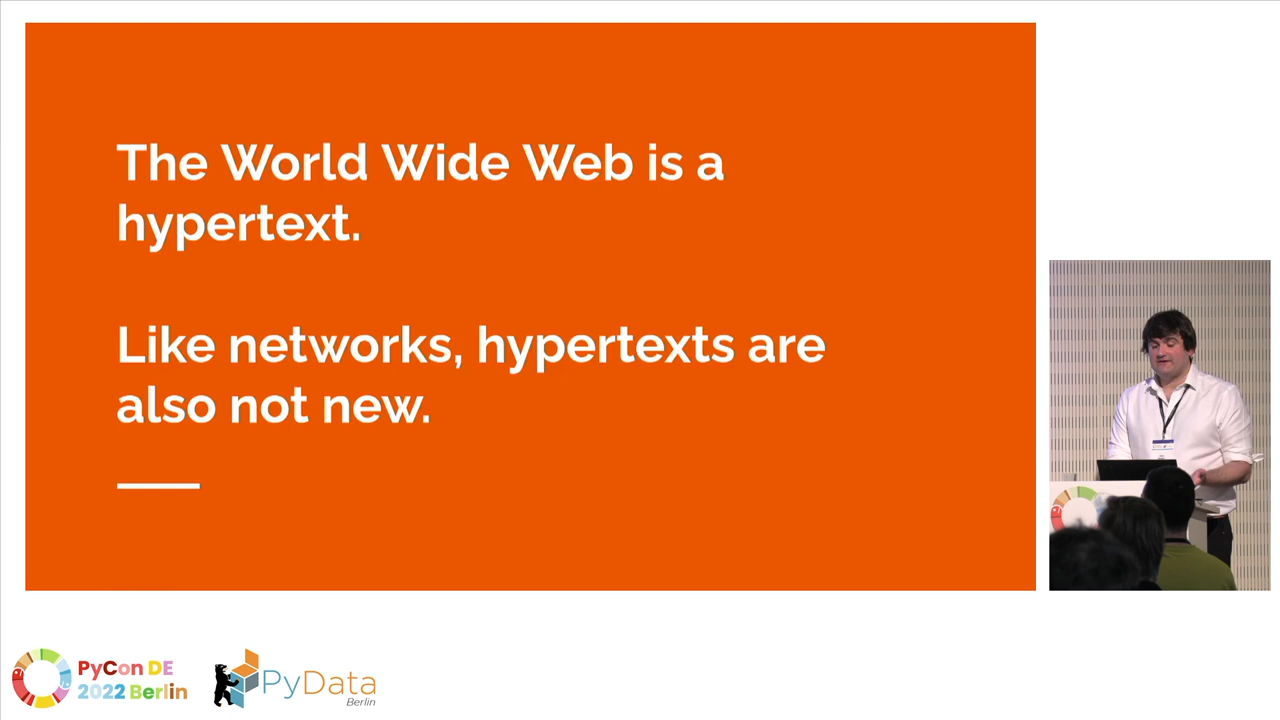 The World Wide Web is a
hypertext.
Like networks, hypertexts are
also not new.
PyCon DE
2022 Berlin
PyData
Berlin